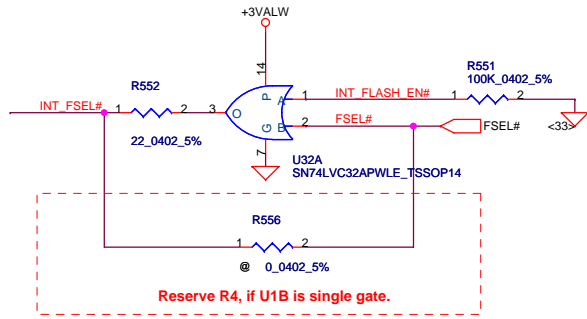 +3VALW
14
P
R551
100K_0402_5%
R552
INT_FSEL#
1
2
3
O
A
1
INT_FLASH_EN#
1
2
B
2
FSEL#
FSEL#
<33>
22_0402_5%
G
7
U32A
SN74LVC32APWLE_TSSOP14
R556
1
2
@
0_0402_5%
Reserve R4, if U1B is single gate.